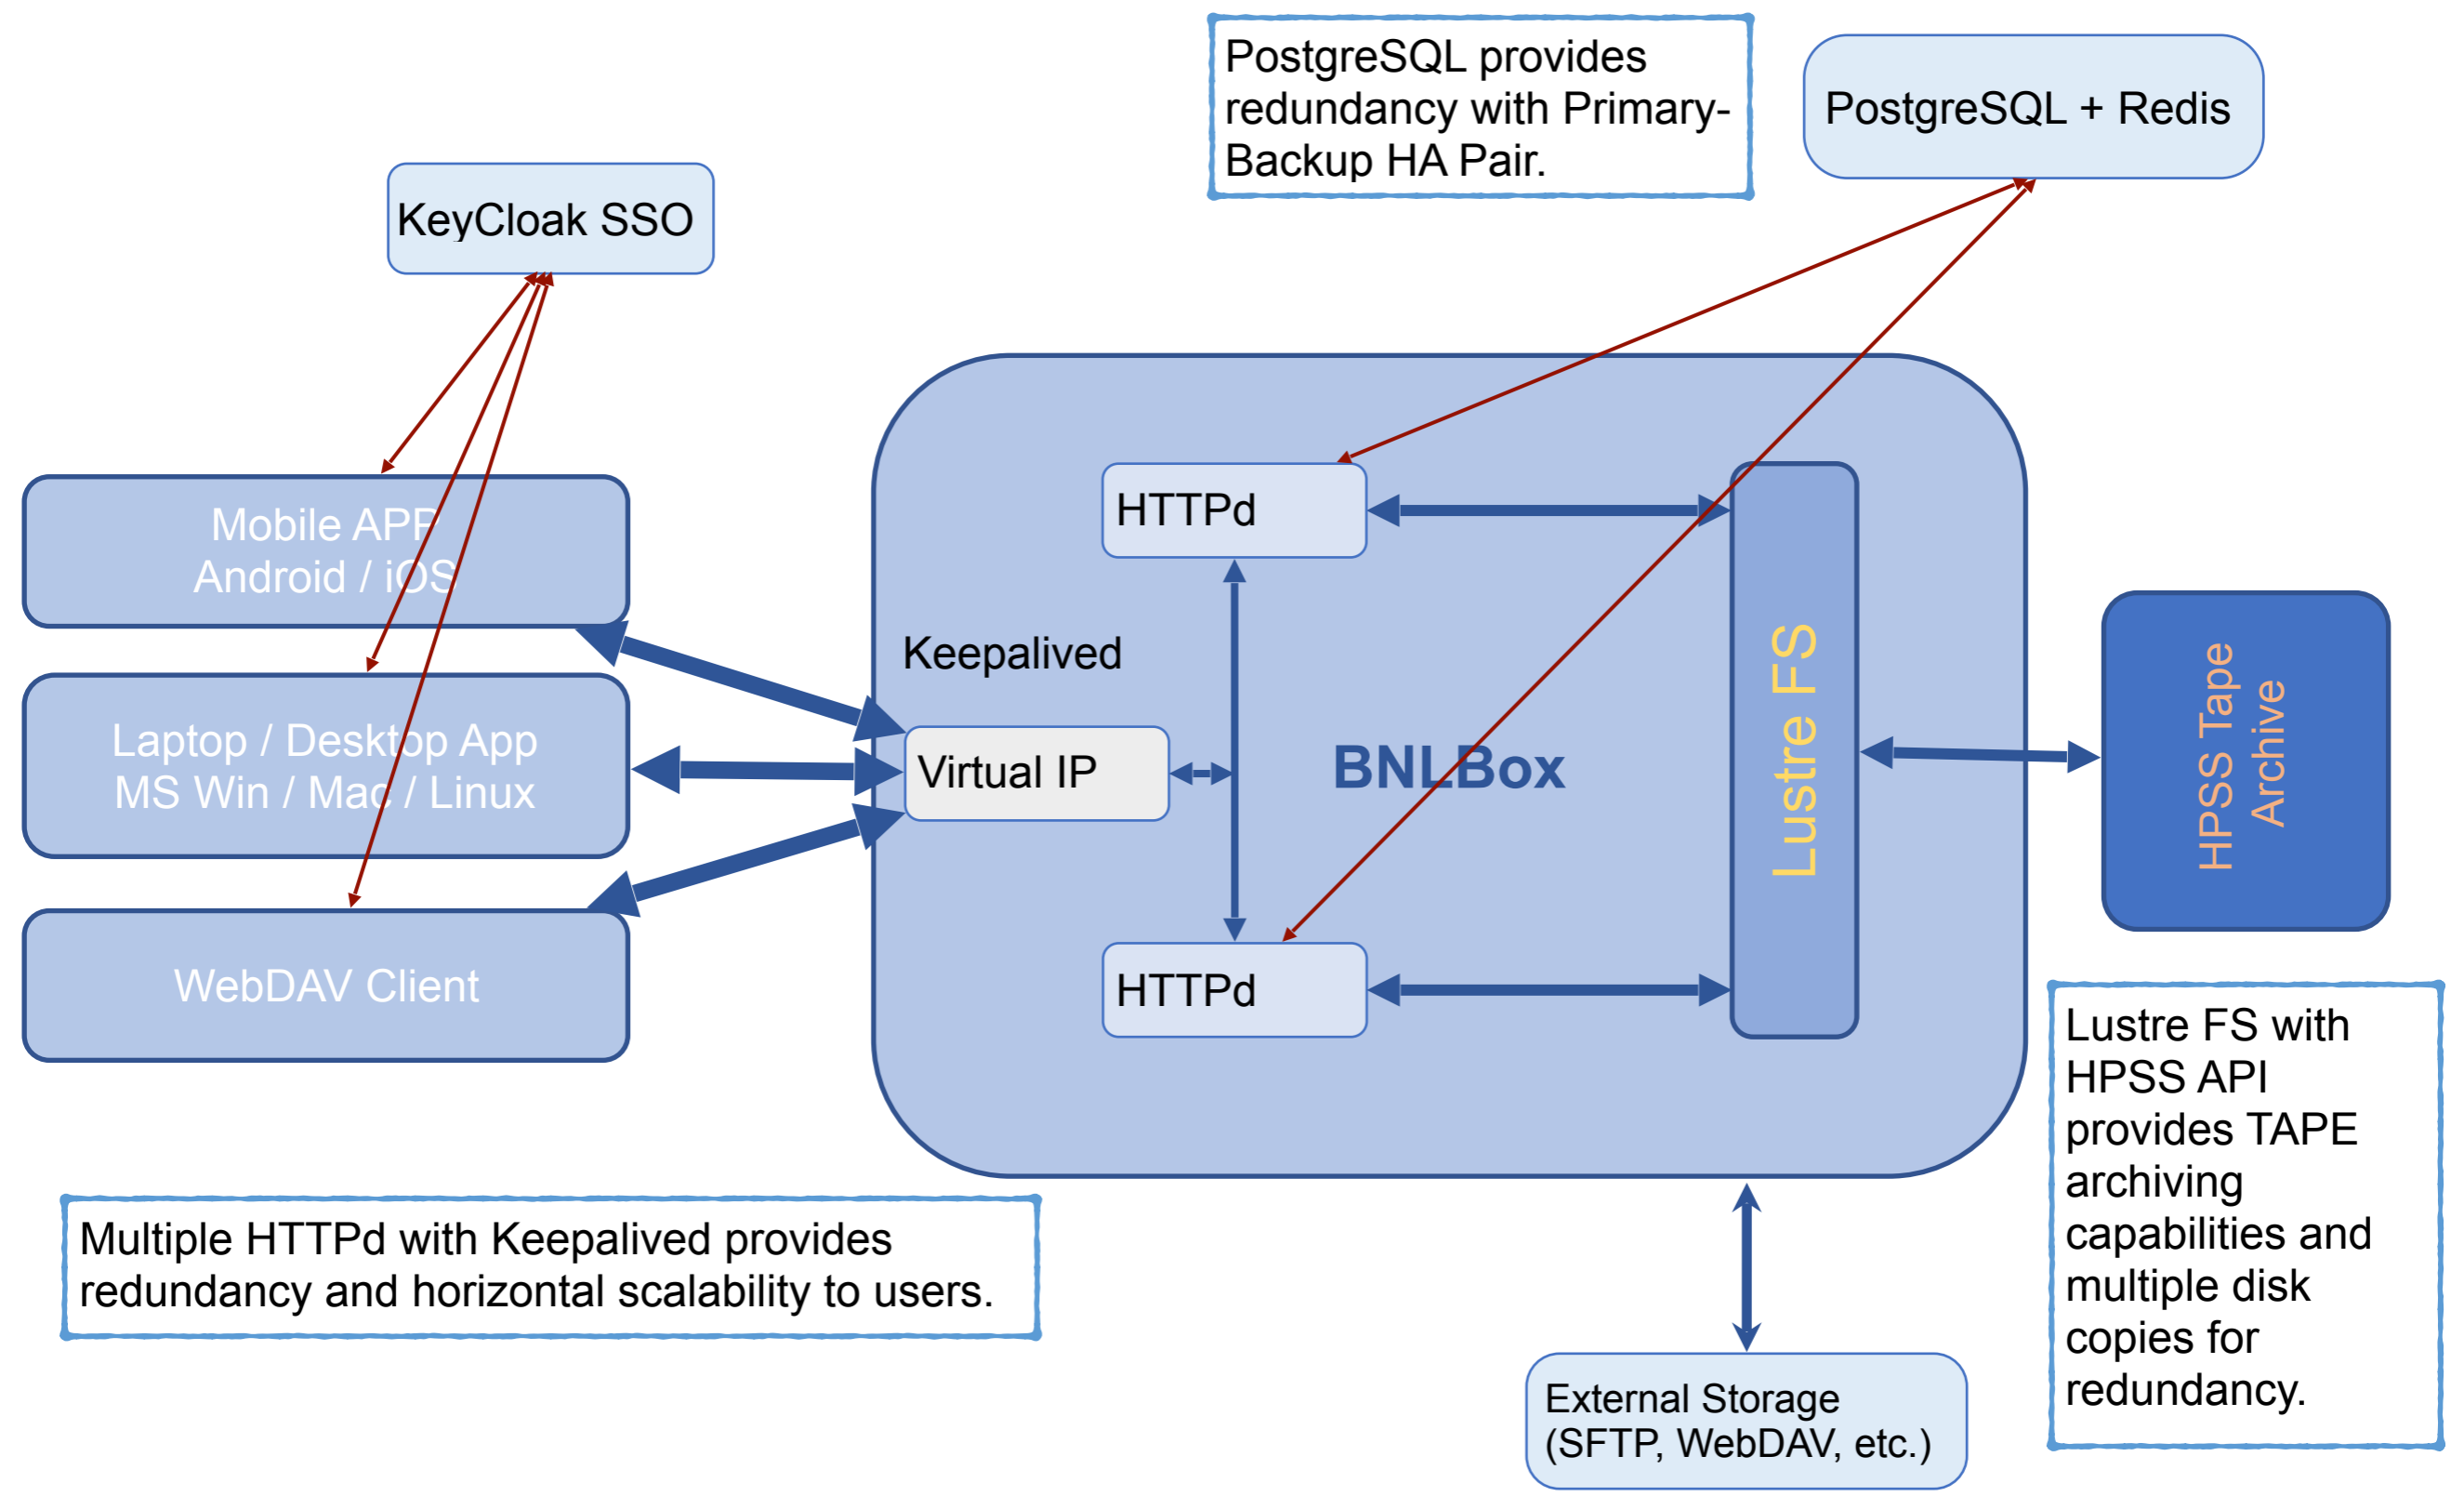 PostgreSQL provides
redundancy with Primary-
Backup HA Pair.
PostgreSQL + Redis
KeyCloak SSO
Mobile APP
Android / iOS
Laptop / Desktop App
MS Win / Mac / Linux
WebDAV Client
HTTPd
Keepalived
Virtual IP
BNLBox
HTTPd
Lustre FS
HPSS Tape
Archive
Multiple HTTPd with Keepalived provides
redundancy and horizontal scalability to users.
External Storage
(SFTP, WebDAV, etc.)
Lustre FS with
HPSS API
provides TAPE
archiving
capabilities and
multiple disk
copies for
redundancy.